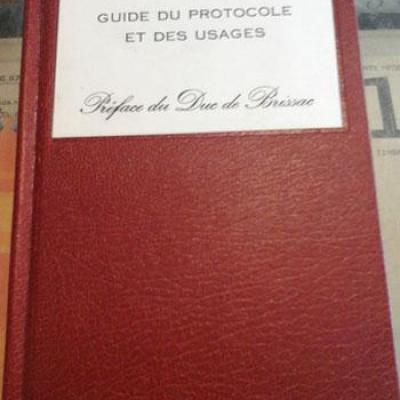 GUIDE DU PROTOCOLE
ET DES USAGES
Préface du Duc de Brissac